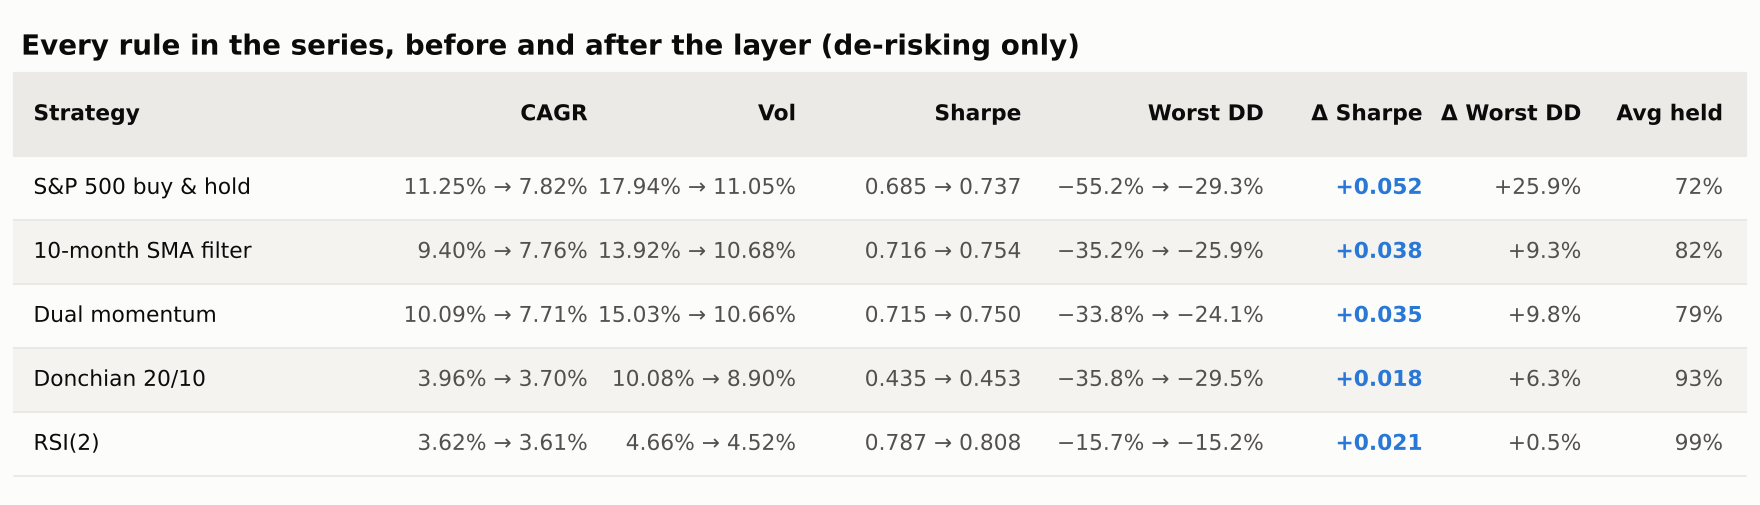 Every rule in the series, before and after the layer (de-risking only)
Strategy CAGR Vol Sharpe Worst DD Δ Sharpe Δ Worst DD Avg held
S&P 500 buy & hold 11.25% → 7.82% 17.94% → 11.05% 0.685 → 0.737 −55.2% → −29.3% +0.052 +25.9% 72%
10-month SMA filter 9.40% → 7.76% 13.92% → 10.68% 0.716 → 0.754 −35.2% → −25.9% +0.038 +9.3% 82%
Dual momentum 10.09% → 7.71% 15.03% → 10.66% 0.715 → 0.750 −33.8% → −24.1% +0.035 +9.8% 79%
Donchian 20/10 3.96% → 3.70% 10.08% → 8.90% 0.435 → 0.453 −35.8% → −29.5% +0.018 +6.3% 93%
RSI(2) 3.62% → 3.61% 4.66% → 4.52% 0.787 → 0.808 −15.7% → −15.2% +0.021 +0.5% 99%